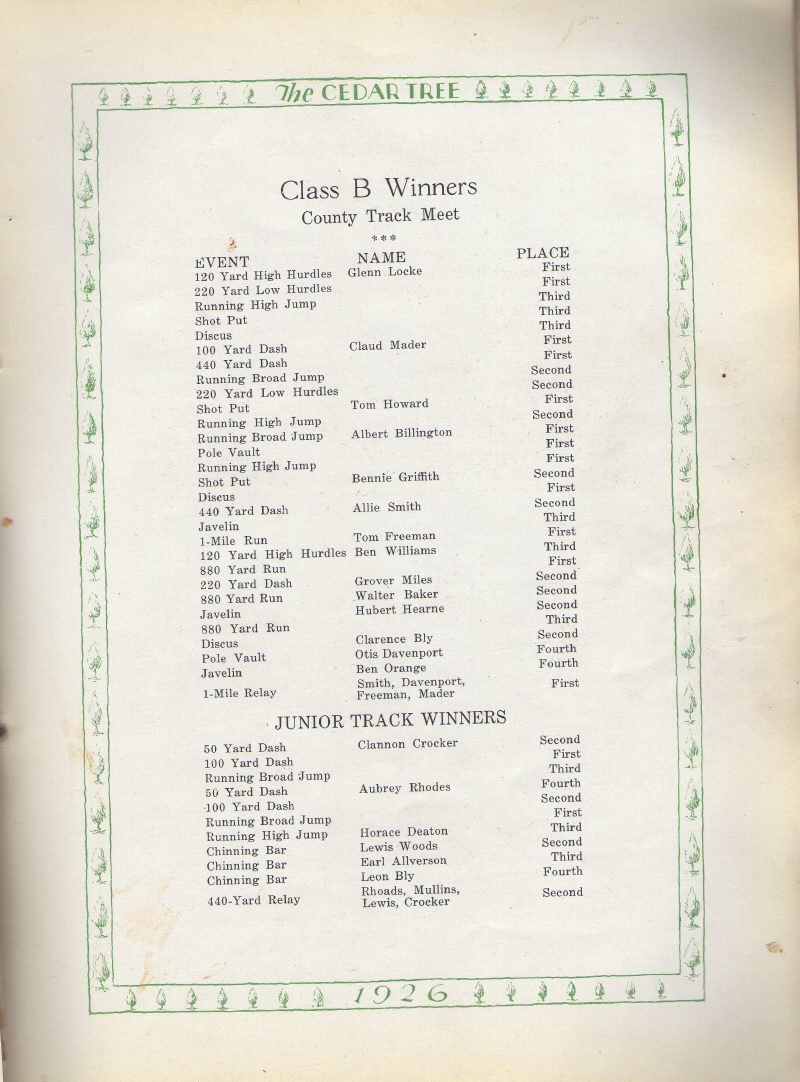 The CEDAR TREE
Class B Winners
County Track Meet
***
EVENT NAME PLACE
120 Yard High Hurdles Glenn Locke First
220 Yard Low Hurdles First
Running High Jump Third
Shot Put Third
Discus Third
100 Yard Dash Claud Mader First
440 Yard Dash First
Running Broad Jump Second
220 Yard Low Hurdles Second
Shot Put Tom Howard First
Running High Jump Second
Running Broad Jump Albert Billington First
Pole Vault First
Running High Jump First
Shot Put Bennie Griffith Second
Discus First
440 Yard Dash Allie Smith Second
Javelin Third
1-Mile Run Tom Freeman First
120 Yard High Hurdles Ben Williams Third
880 Yard Run First
220 Yard Dash Grover Miles Second
880 Yard Run Walter Baker Second
Javelin Hubert Hearne Second
880 Yard Run Third
Discus Clarence Bly Second
Pole Vault Otis Davenport Fourth
Javelin Ben Orange Fourth
1-Mile Relay Smith, Davenport, First
Freeman, Mader
JUNIOR TRACK WINNERS
50 Yard Dash Clannon Crocker Second
100 Yard Dash First
Running Broad Jump Third
50 Yard Dash Aubrey Rhodes Fourth
100 Yard Dash Second
Running Broad Jump First
Running High Jump Horace Deaton Third
Chinning Bar Lewis Woods Second
Chinning Bar Earl Allverson Third
Chinning Bar Leon Bly Fourth
440-Yard Relay Rhoads, Mullins, Second
Lewis, Crocker
1926